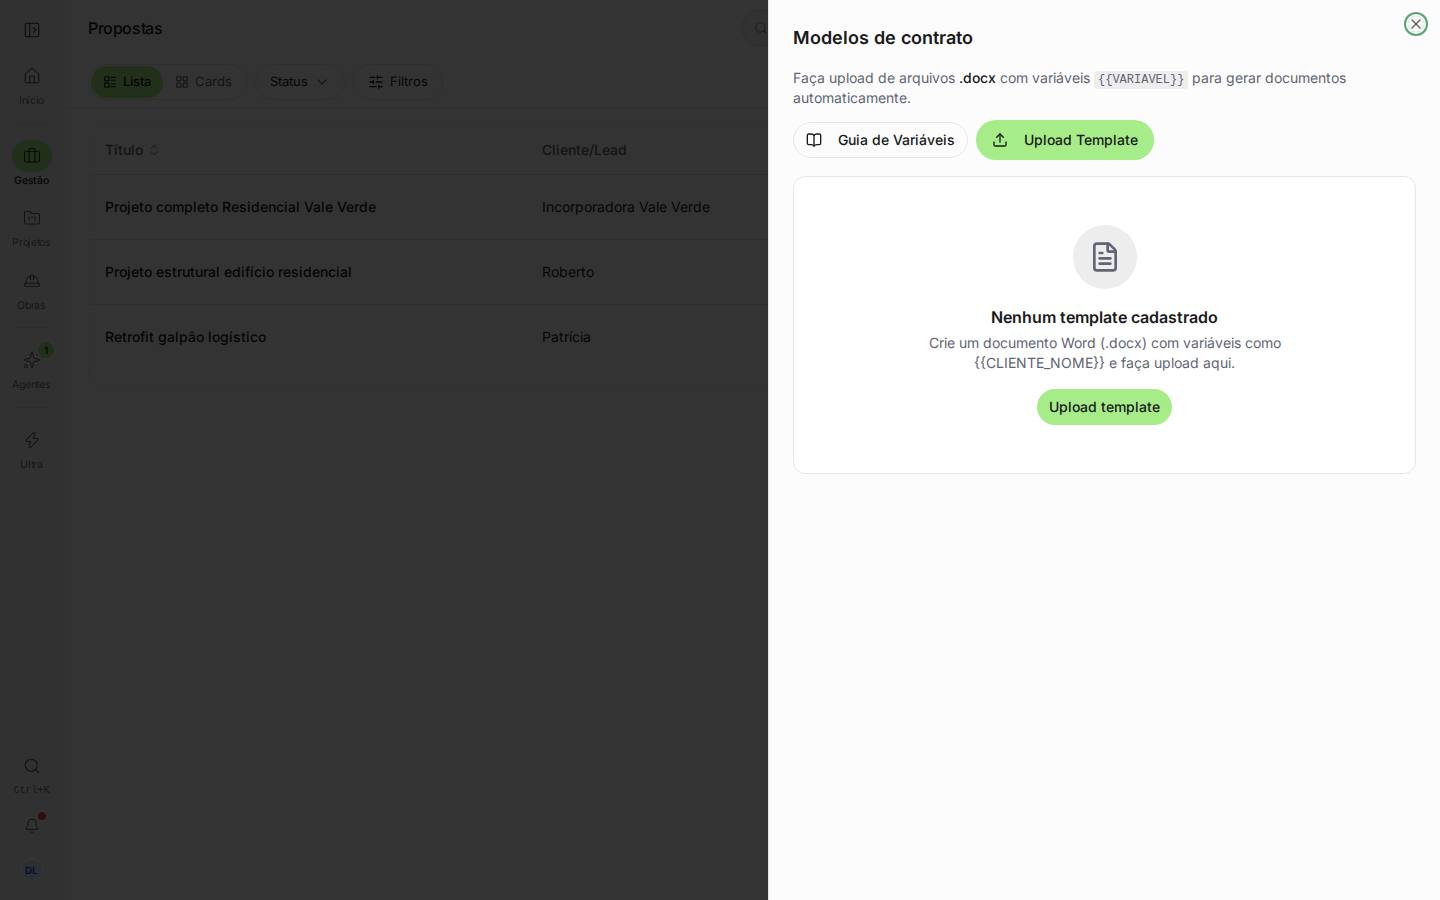 Propostas
Lista
Cards
Status
Filtros
Início
Gestão
Projetos
Obras
1
Agentes
Ultra
Ctrl+K
DL
Título
Cliente/Lead
Projeto completo Residencial Vale Verde
Incorporadora Vale Verde
Projeto estrutural edifício residencial
Roberto
Retrofit galpão logístico
Patrícia
Modelos de contrato
Faça upload de arquivos .docx com variáveis {{VARIAVEL}} para gerar documentos
automaticamente.
Guia de Variáveis
Upload Template
Nenhum template cadastrado
Crie um documento Word (.docx) com variáveis como
{{CLIENTE_NOME}} e faça upload aqui.
Upload template